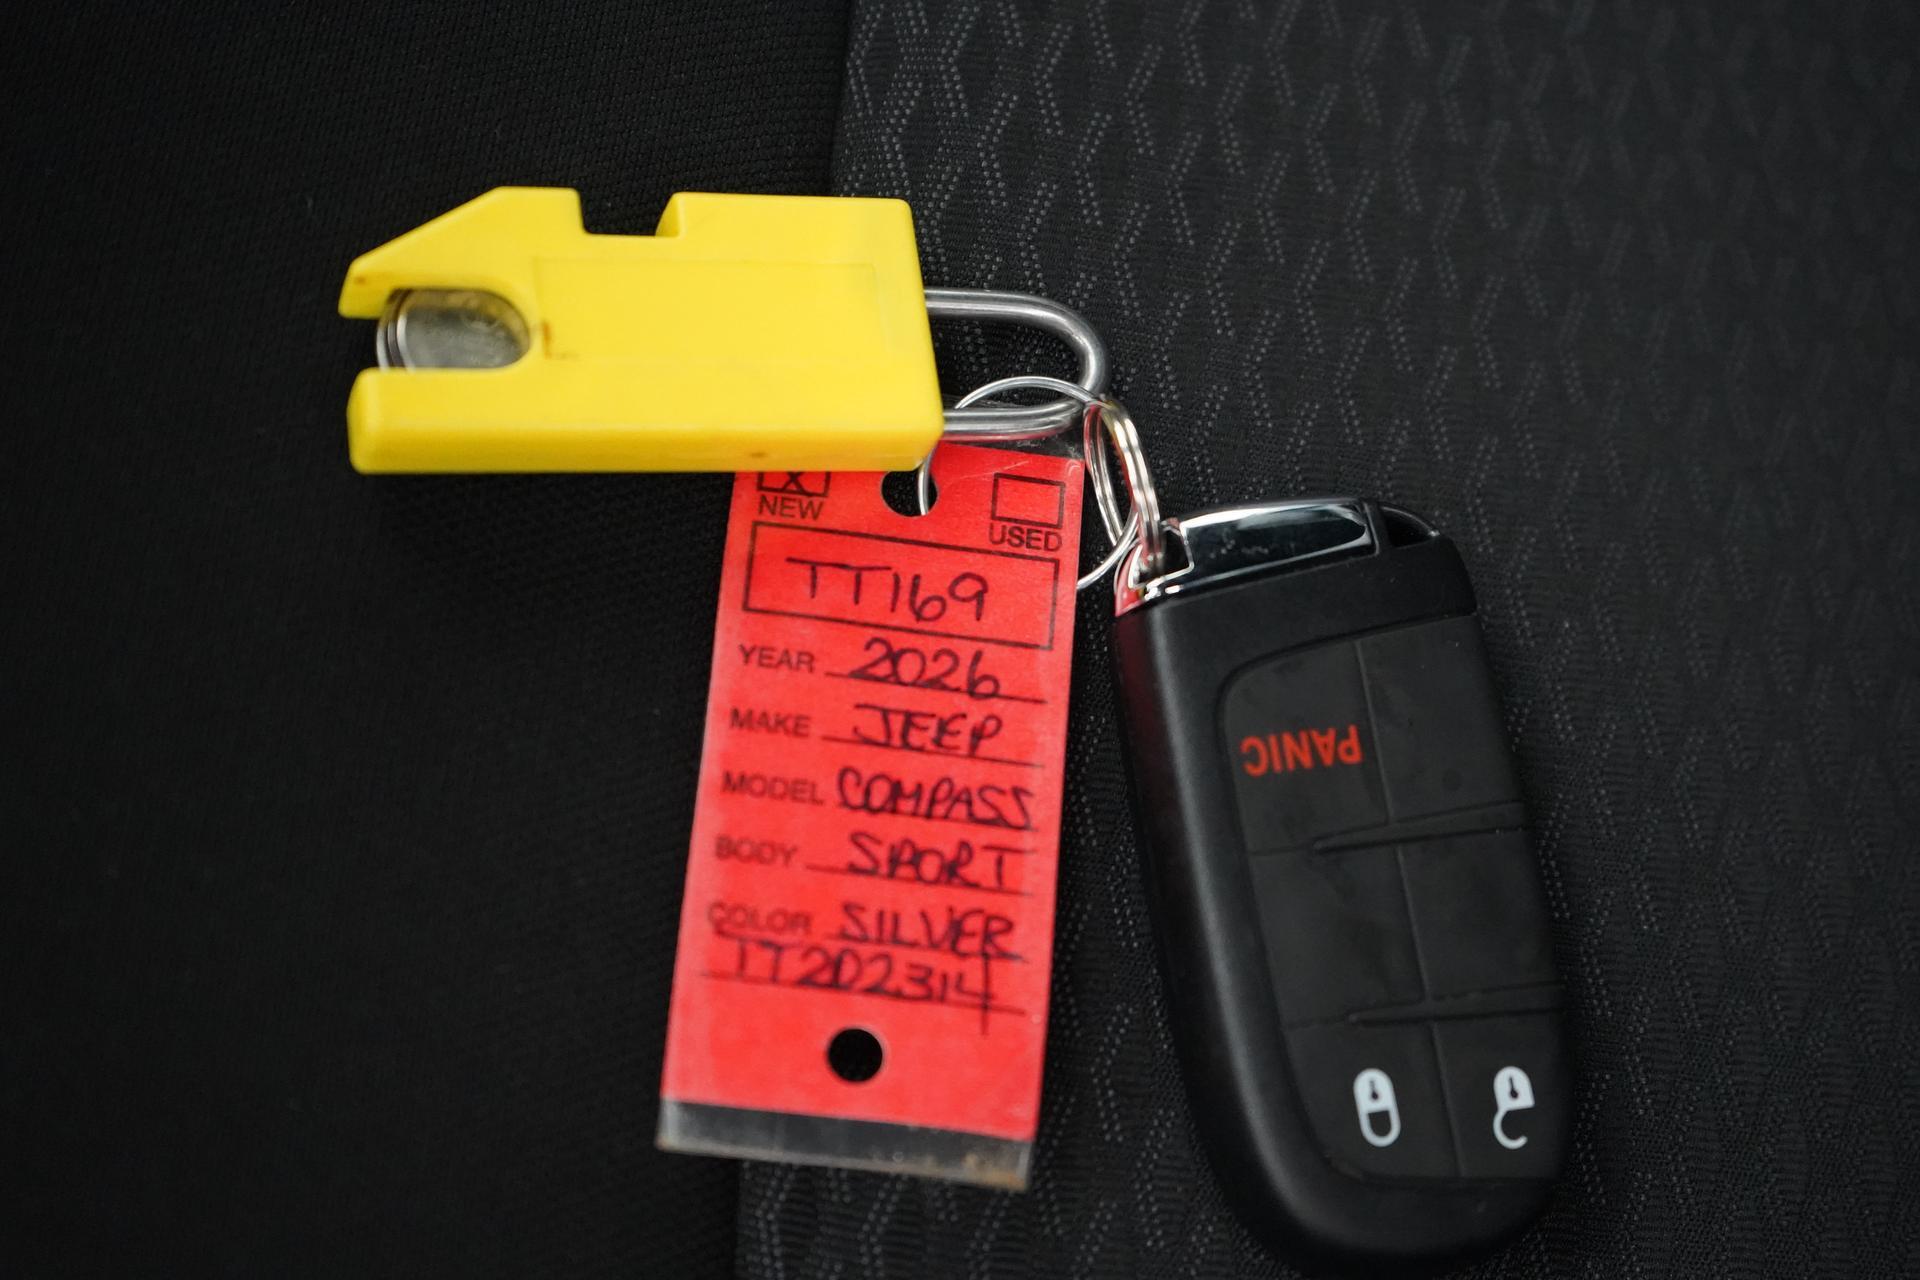 X
NEW
USED
TT169
YEAR 2026
MAKE JEEP
MODEL COMPASS
BODY SPORT
COLOR SILVER
TT202314
PANIC